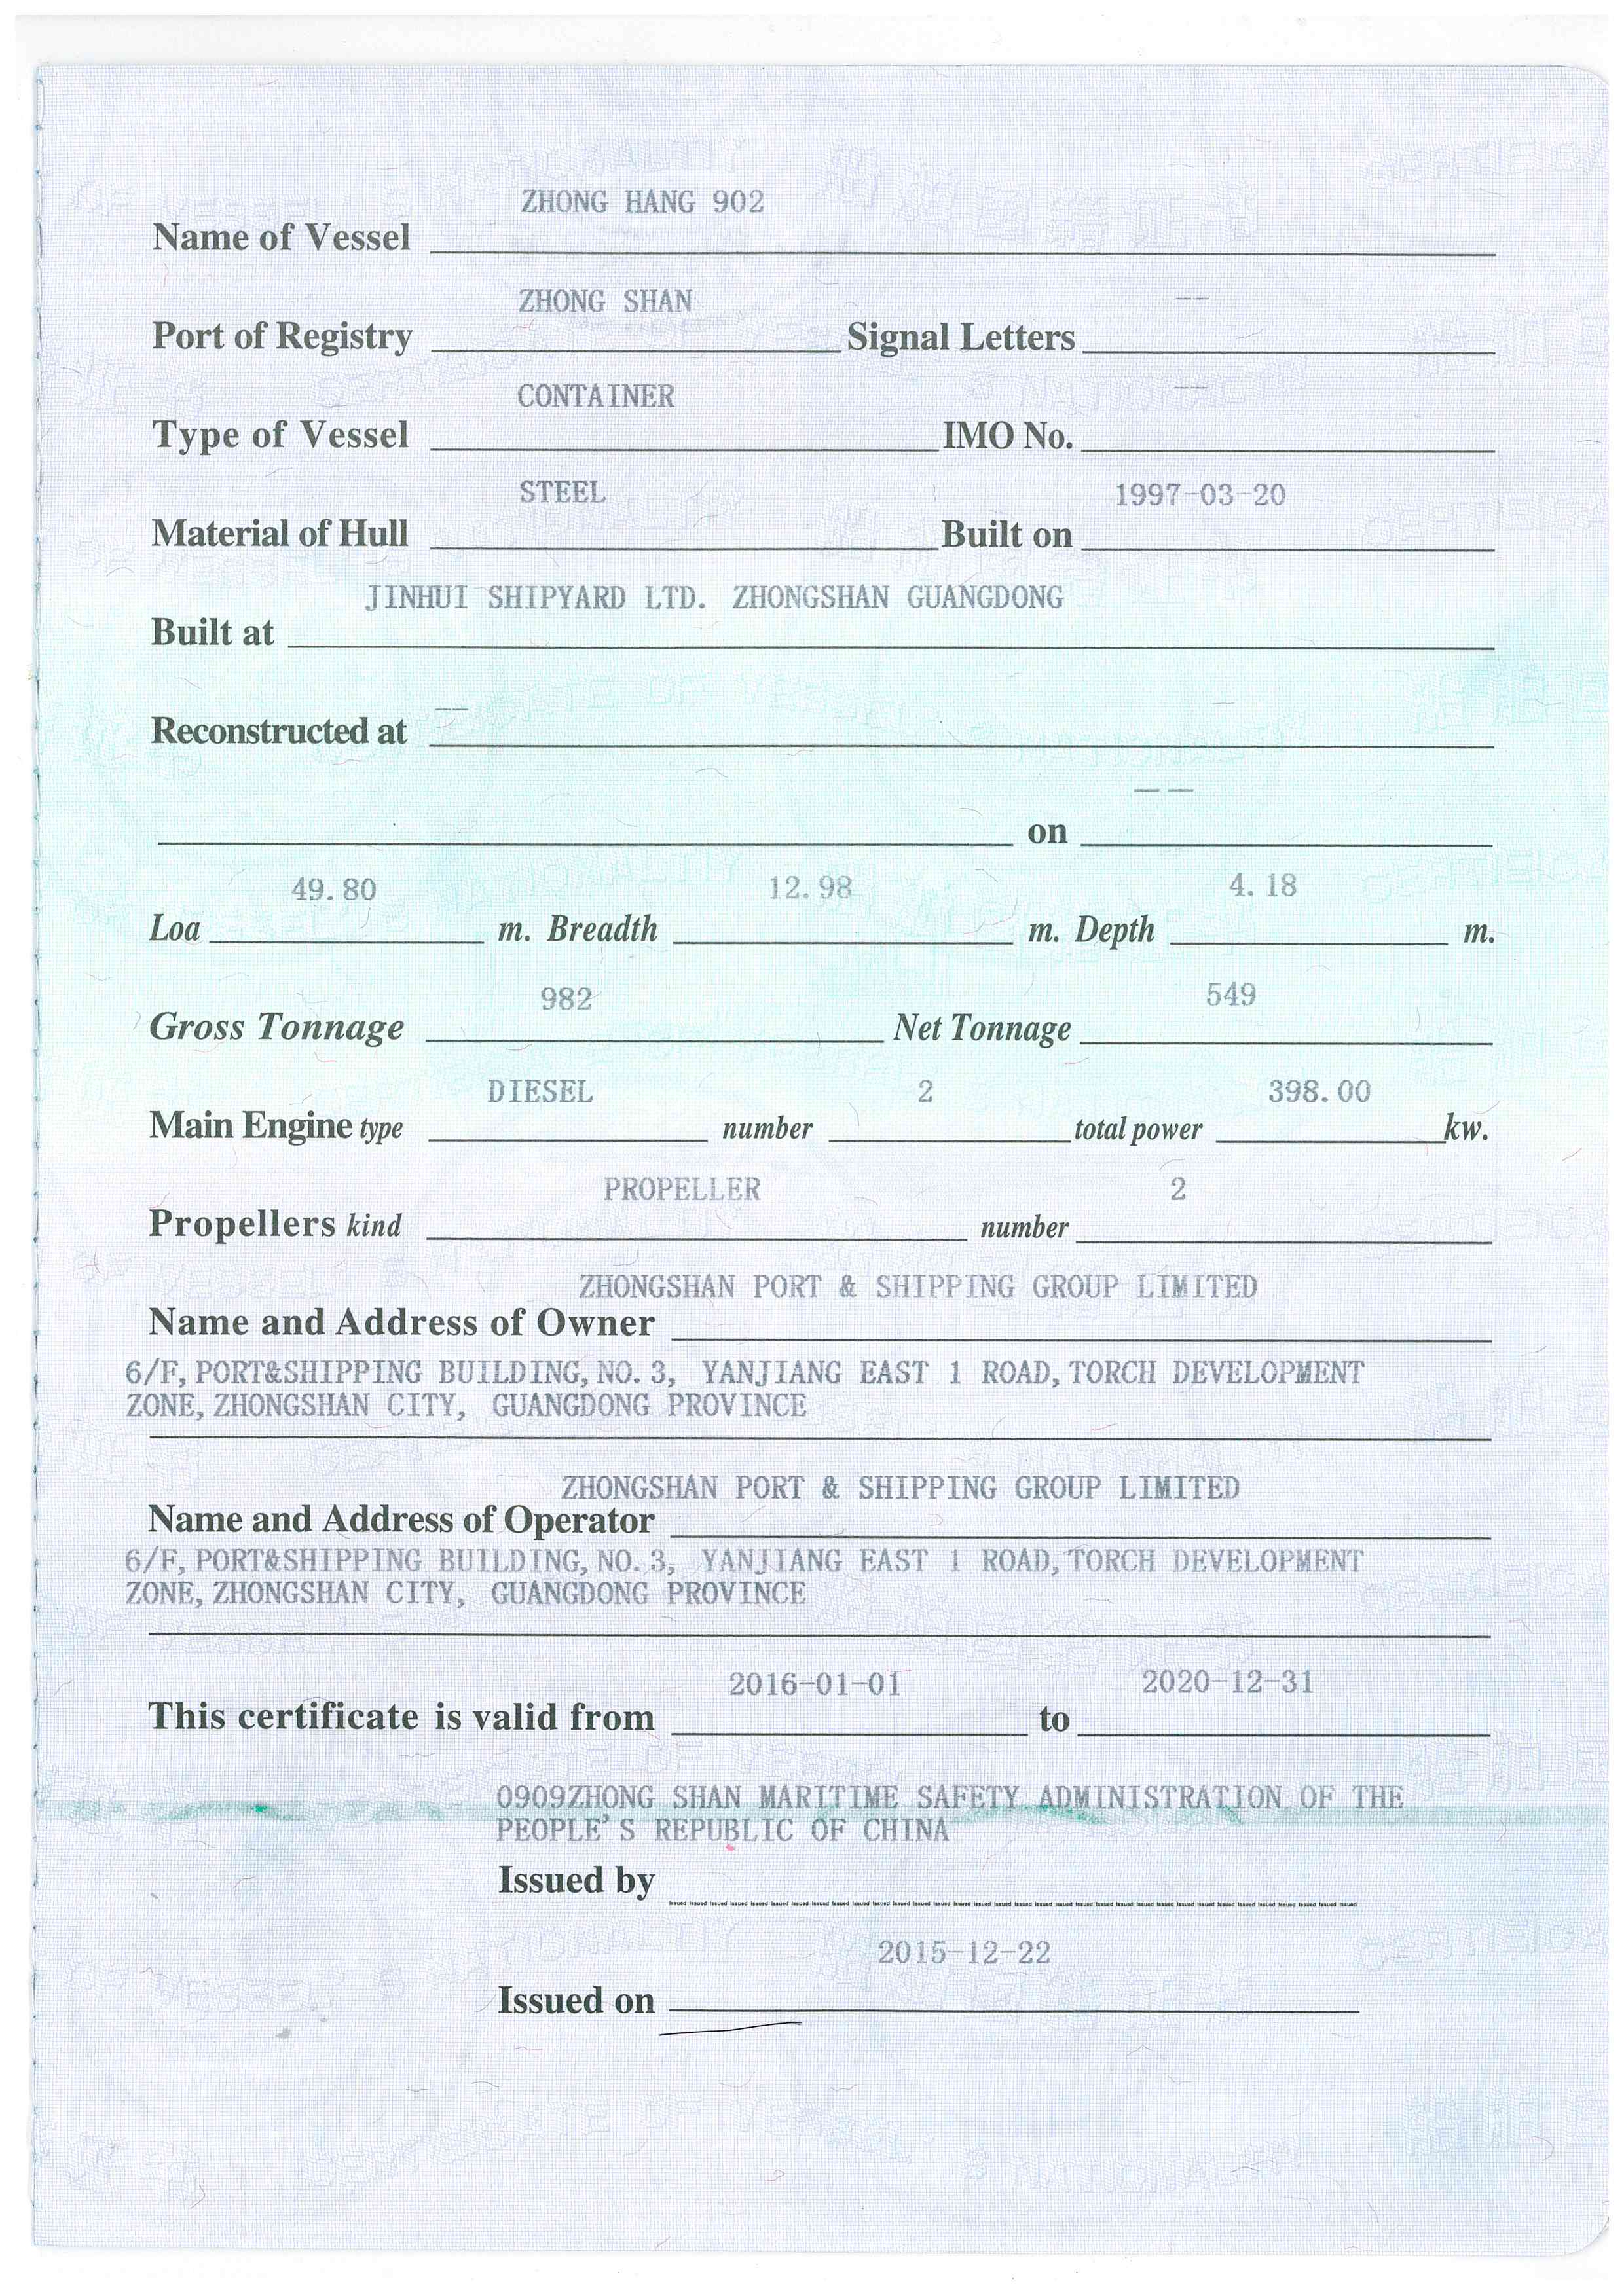 ZHONG HANG 902
Name of Vessel
ZHONG SHAN --
Port of Registry Signal Letters
CONTAINER --
Type of Vessel IMO No.
STEEL 1997-03-20
Material of Hull Built on
JINHUI SHIPYARD LTD. ZHONGSHAN GUANGDONG
Built at
--
Reconstructed at
-- --
on
49.80 12.98 4.18
Loa m. Breadth m. Depth m.
982 549
Gross Tonnage Net Tonnage
DIESEL 2 398.00
Main Engine type number total power kw.
PROPELLER 2
Propellers kind number
ZHONGSHAN PORT & SHIPPING GROUP LIMITED
Name and Address of Owner
6/F, PORT&SHIPPING BUILDING, NO. 3, YANJIANG EAST 1 ROAD, TORCH DEVELOPMENT
ZONE, ZHONGSHAN CITY, GUANGDONG PROVINCE
ZHONGSHAN PORT & SHIPPING GROUP LIMITED
Name and Address of Operator
6/F, PORT&SHIPPING BUILDING, NO. 3, YANJIANG EAST 1 ROAD, TORCH DEVELOPMENT
ZONE, ZHONGSHAN CITY, GUANGDONG PROVINCE
2016-01-01 2020-12-31
This certificate is valid from to
0909ZHONG SHAN MARITIME SAFETY ADMINISTRATION OF THE
PEOPLE'S REPUBLIC OF CHINA
Issued by
2015-12-22
Issued on